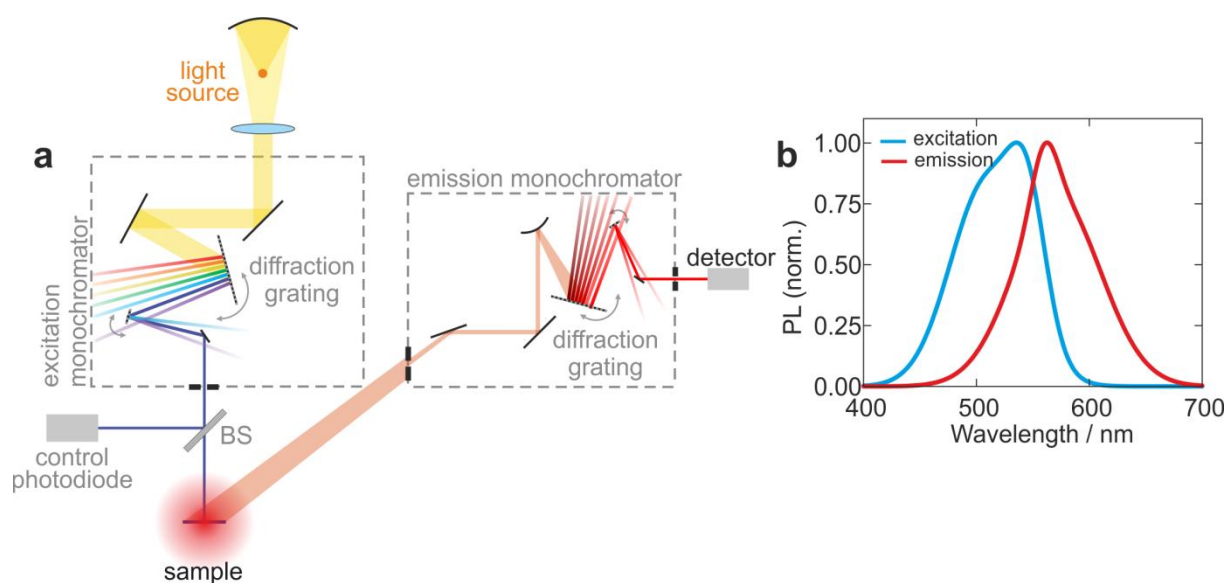 a
light
source
excitation
monochromator
diffraction
grating
BS
control
photodiode
sample
emission monochromator
diffraction
grating
detector
b
excitation
emission
PL (norm.)
1.00
0.75
0.50
0.25
0.00
400
500
600
700
Wavelength / nm